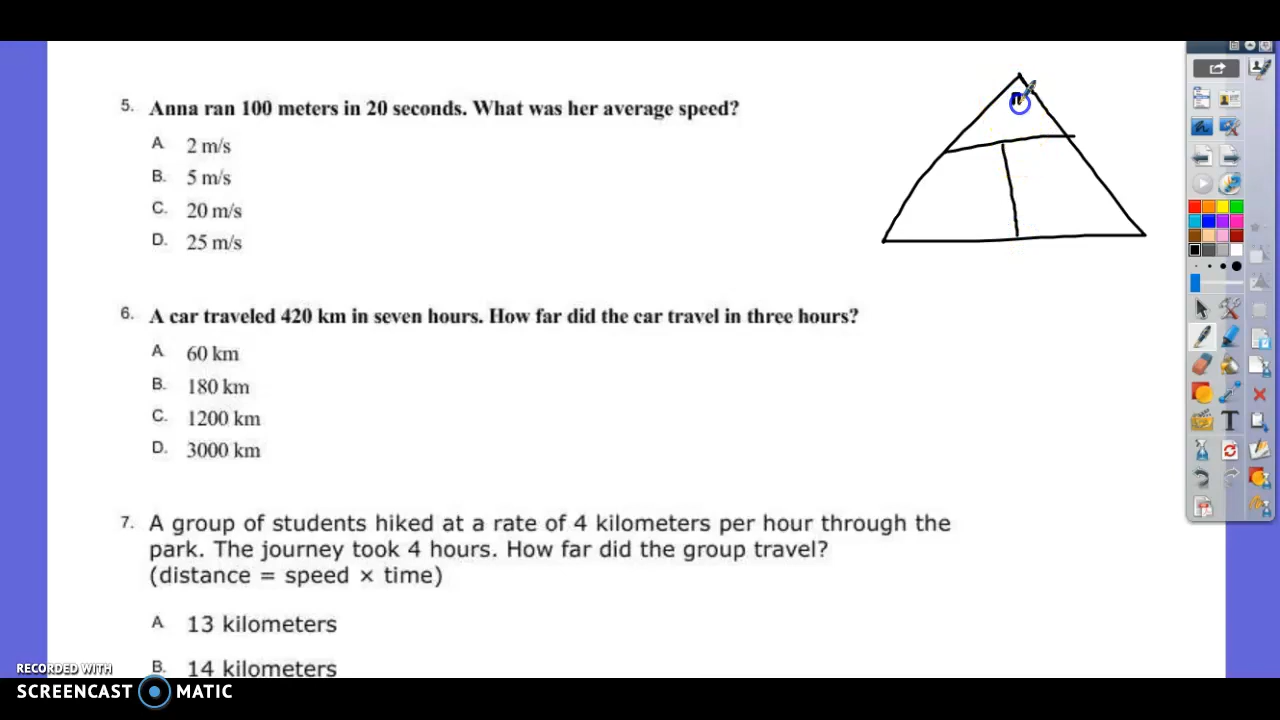 5. Anna ran 100 meters in 20 seconds. What was her average speed?
A 2 m/s
B. 5 m/s
C. 20 m/s
D. 25 m/s
6. A car traveled 420 km in seven hours. How far did the car travel in three hours?
A 60 km
B. 180 km
C. 1200 km
D. 3000 km
7. A group of students hiked at a rate of 4 kilometers per hour through the
park. The journey took 4 hours. How far did the group travel?
(distance = speed × time)
A 13 kilometers
B. 14 kilometers
RECORDED WITH
SCREENCAST MATIC